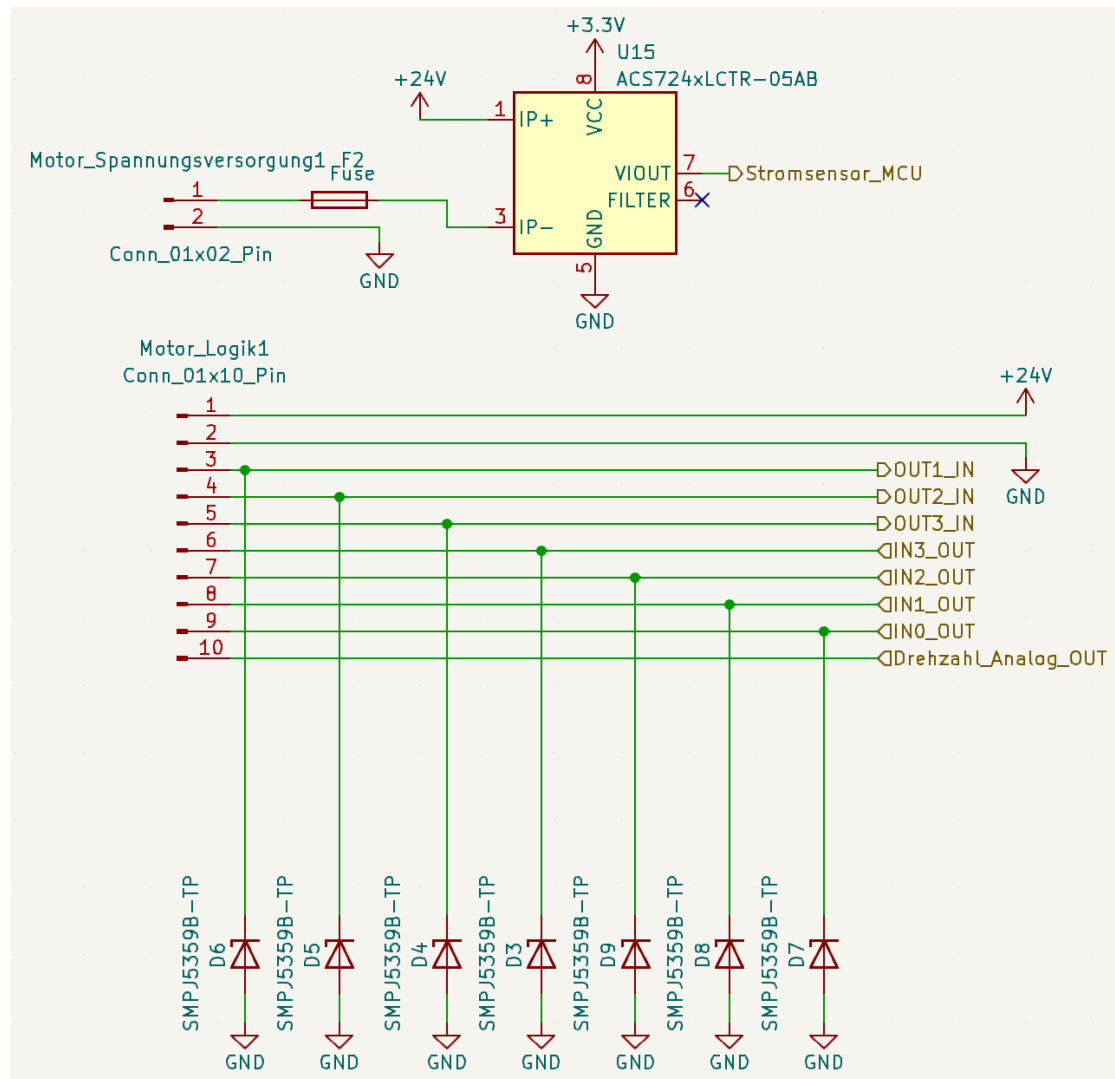 +3.3V
U15
ACS724xLCTR-05AB
+24V
8
1
IP+
VCC
Motor_Spannungsversorgung1
F2
Fuse
VIOUT
7
Stromsensor_MCU
1
FILTER
6
2
3
IP-
GND
Conn_01x02_Pin
5
GND
GND
Motor_Logik1
Conn_01x10_Pin
+24V
1
2
3
OUT1_IN
GND
4
OUT2_IN
5
OUT3_IN
6
IN3_OUT
7
IN2_OUT
8
IN1_OUT
9
IN0_OUT
10
Drehzahl_Analog_OUT
SMPJ5359B-TP
D6
SMPJ5359B-TP
D5
SMPJ5359B-TP
D4
SMPJ5359B-TP
D3
SMPJ5359B-TP
D9
SMPJ5359B-TP
D8
SMPJ5359B-TP
D7
GND
GND
GND
GND
GND
GND
GND